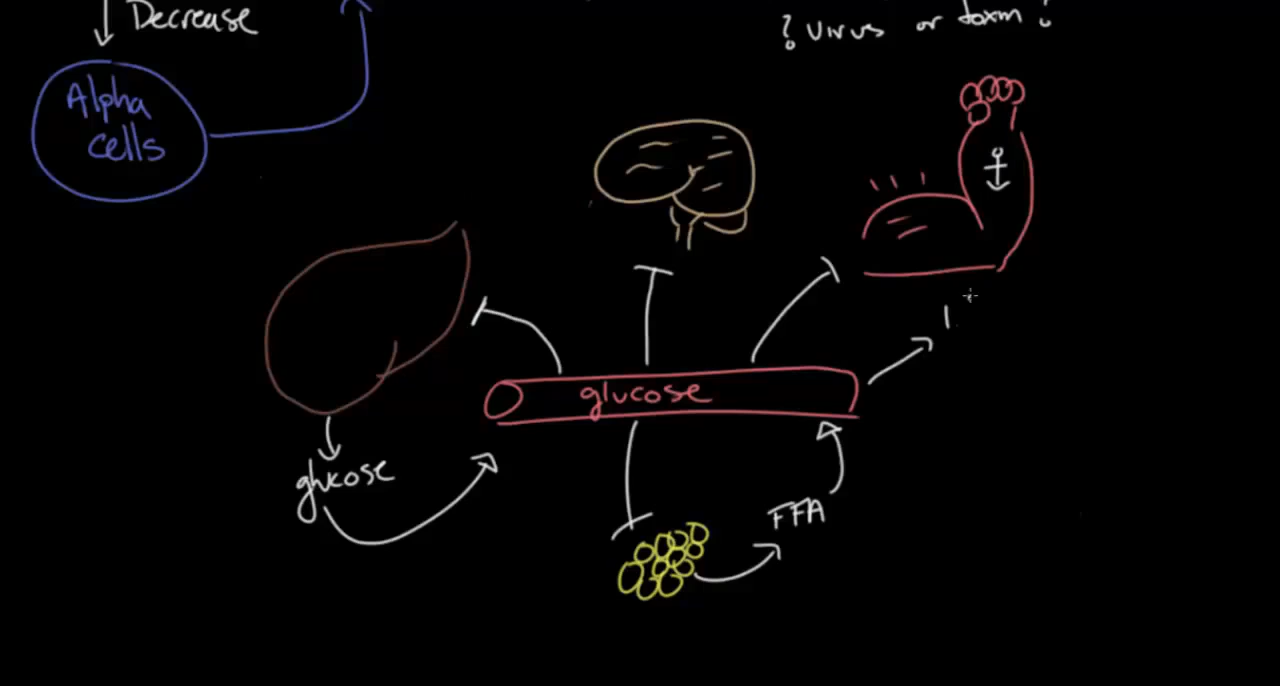 Decrease
? virus or toxin ?
Alpha
cells
glucose
glucose
FFA